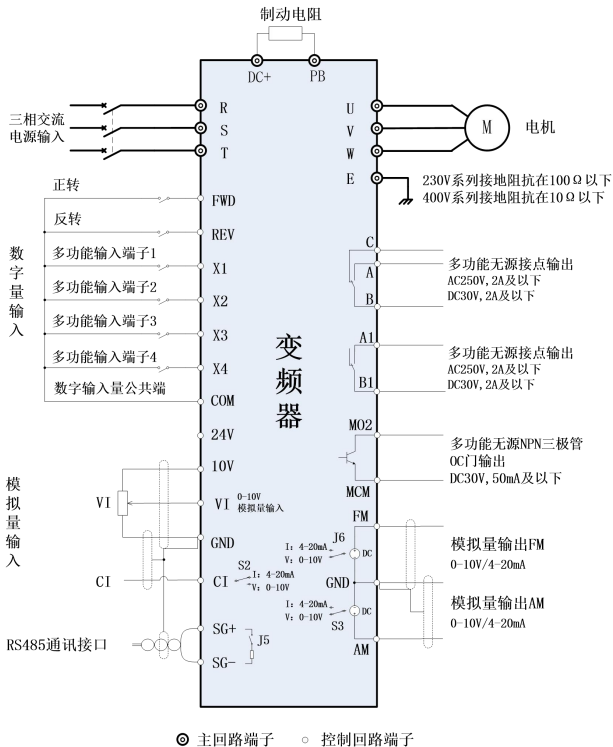 制动电阻
DC+ PB
三相交流
电源输入
R
S
T
U
V
W
E
M
电机
230V系列接地阻抗在100Ω以下
400V系列接地阻抗在10Ω以下
数字量输入
正转
FWD
反转
REV
多功能输入端子1
X1
多功能输入端子2
X2
多功能输入端子3
X3
多功能输入端子4
X4
数字输入量公共端
COM
24V
变频器
C
A
B
多功能无源接点输出
AC250V,2A及以下
DC30V,2A及以下
A1
B1
多功能无源接点输出
AC250V,2A及以下
DC30V,2A及以下
MO2
MCM
多功能无源NPN三极管
OC门输出
DC30V,50mA及以下
模拟量输入
10V
VI
VI
0-10V
模拟量输入
GND
CI
CI
S2
I: 4-20mA
V: 0-10V
FM
J6
I: 4-20mA
V: 0-10V
DC
GND
I: 4-20mA
V: 0-10V
S3
DC
AM
模拟量输出FM
0-10V/4-20mA
模拟量输出AM
0-10V/4-20mA
RS485通讯接口
SG+
SG-
J5
主回路端子 控制回路端子